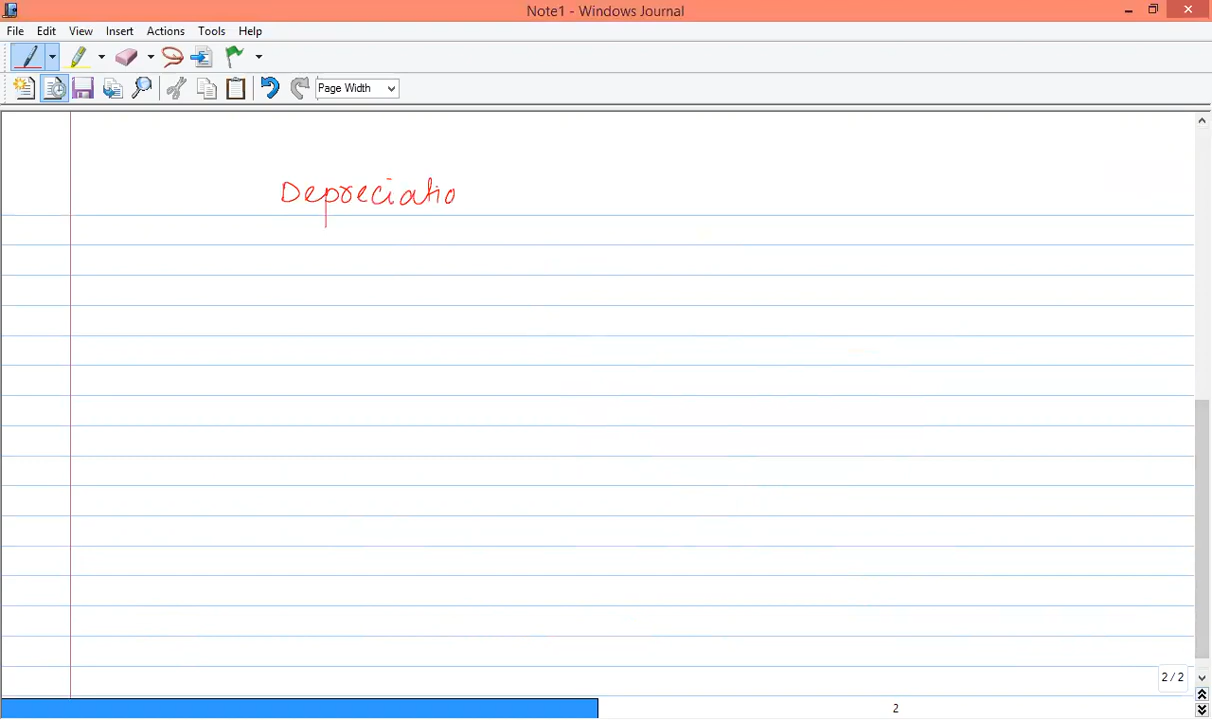 Note1 - Windows Journal
File Edit View Insert Actions Tools Help
Page Width
Depreciatio
2 / 2
2